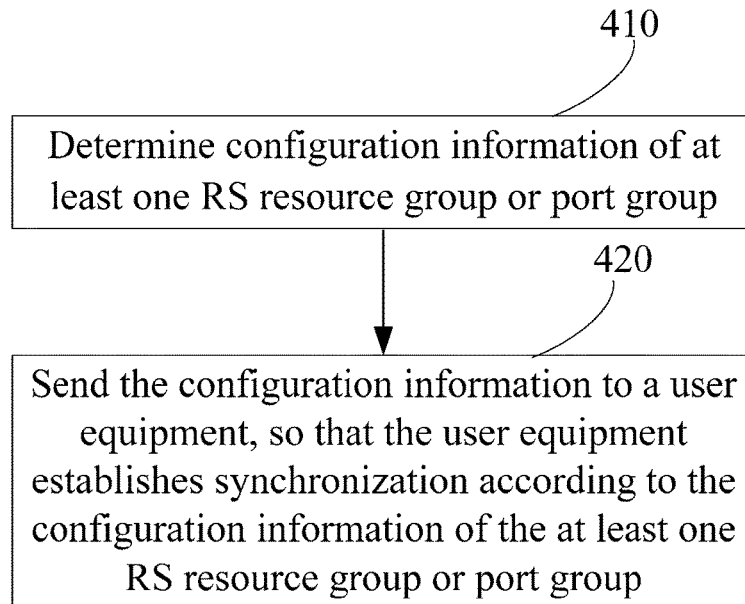 410
Determine configuration information of at
least one RS resource group or port group
420
Send the configuration information to a user
equipment, so that the user equipment
establishes synchronization according to the
configuration information of the at least one
RS resource group or port group